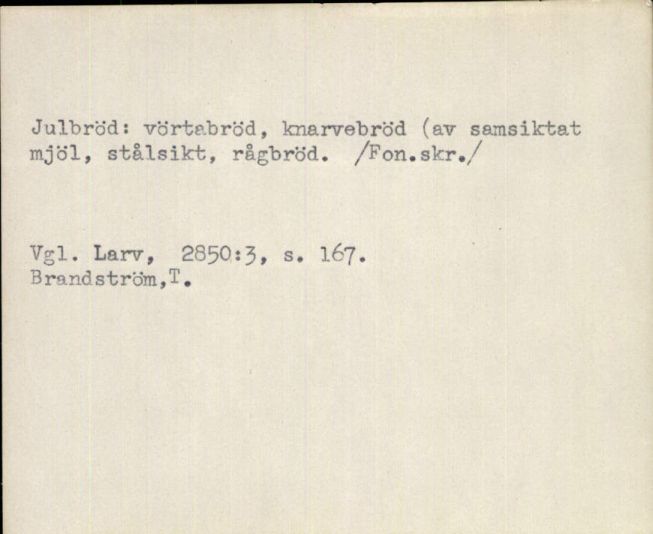 Julbröd: vörtabröd, knarvebröd (av samsiktat
mjöl, stålsikt, rågbröd. /Fon.skr./
Vgl. Larv, 2850:3, s. 167.
Brandström,T.